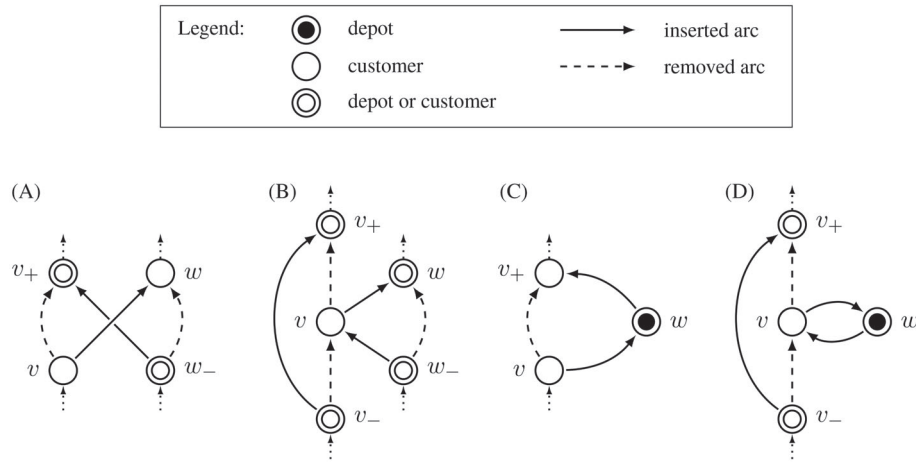 Legend: depot inserted arc
customer removed arc
depot or customer
(A) (B) (C) (D)
v₊ v₊
v₊ w w v₊
v w v w
v w₋ w₋ v
v₋ v₋